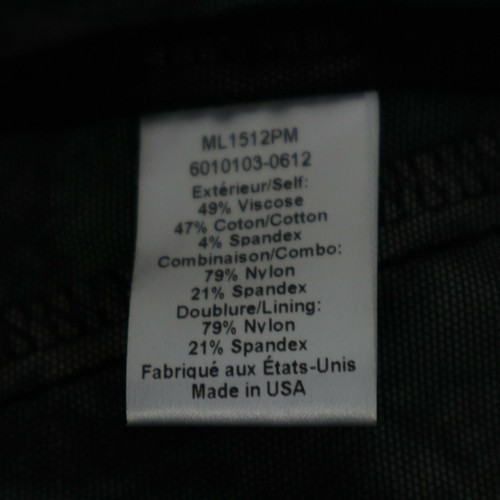 ML1512PM
6010103-0612
Extérieur/Self:
49% Viscose
47% Coton/Cotton
4% Spandex
Combinaison/Combo:
79% Nylon
21% Spandex
Doublure/Lining:
79% Nylon
21% Spandex
Fabriqué aux États-Unis
Made in USA